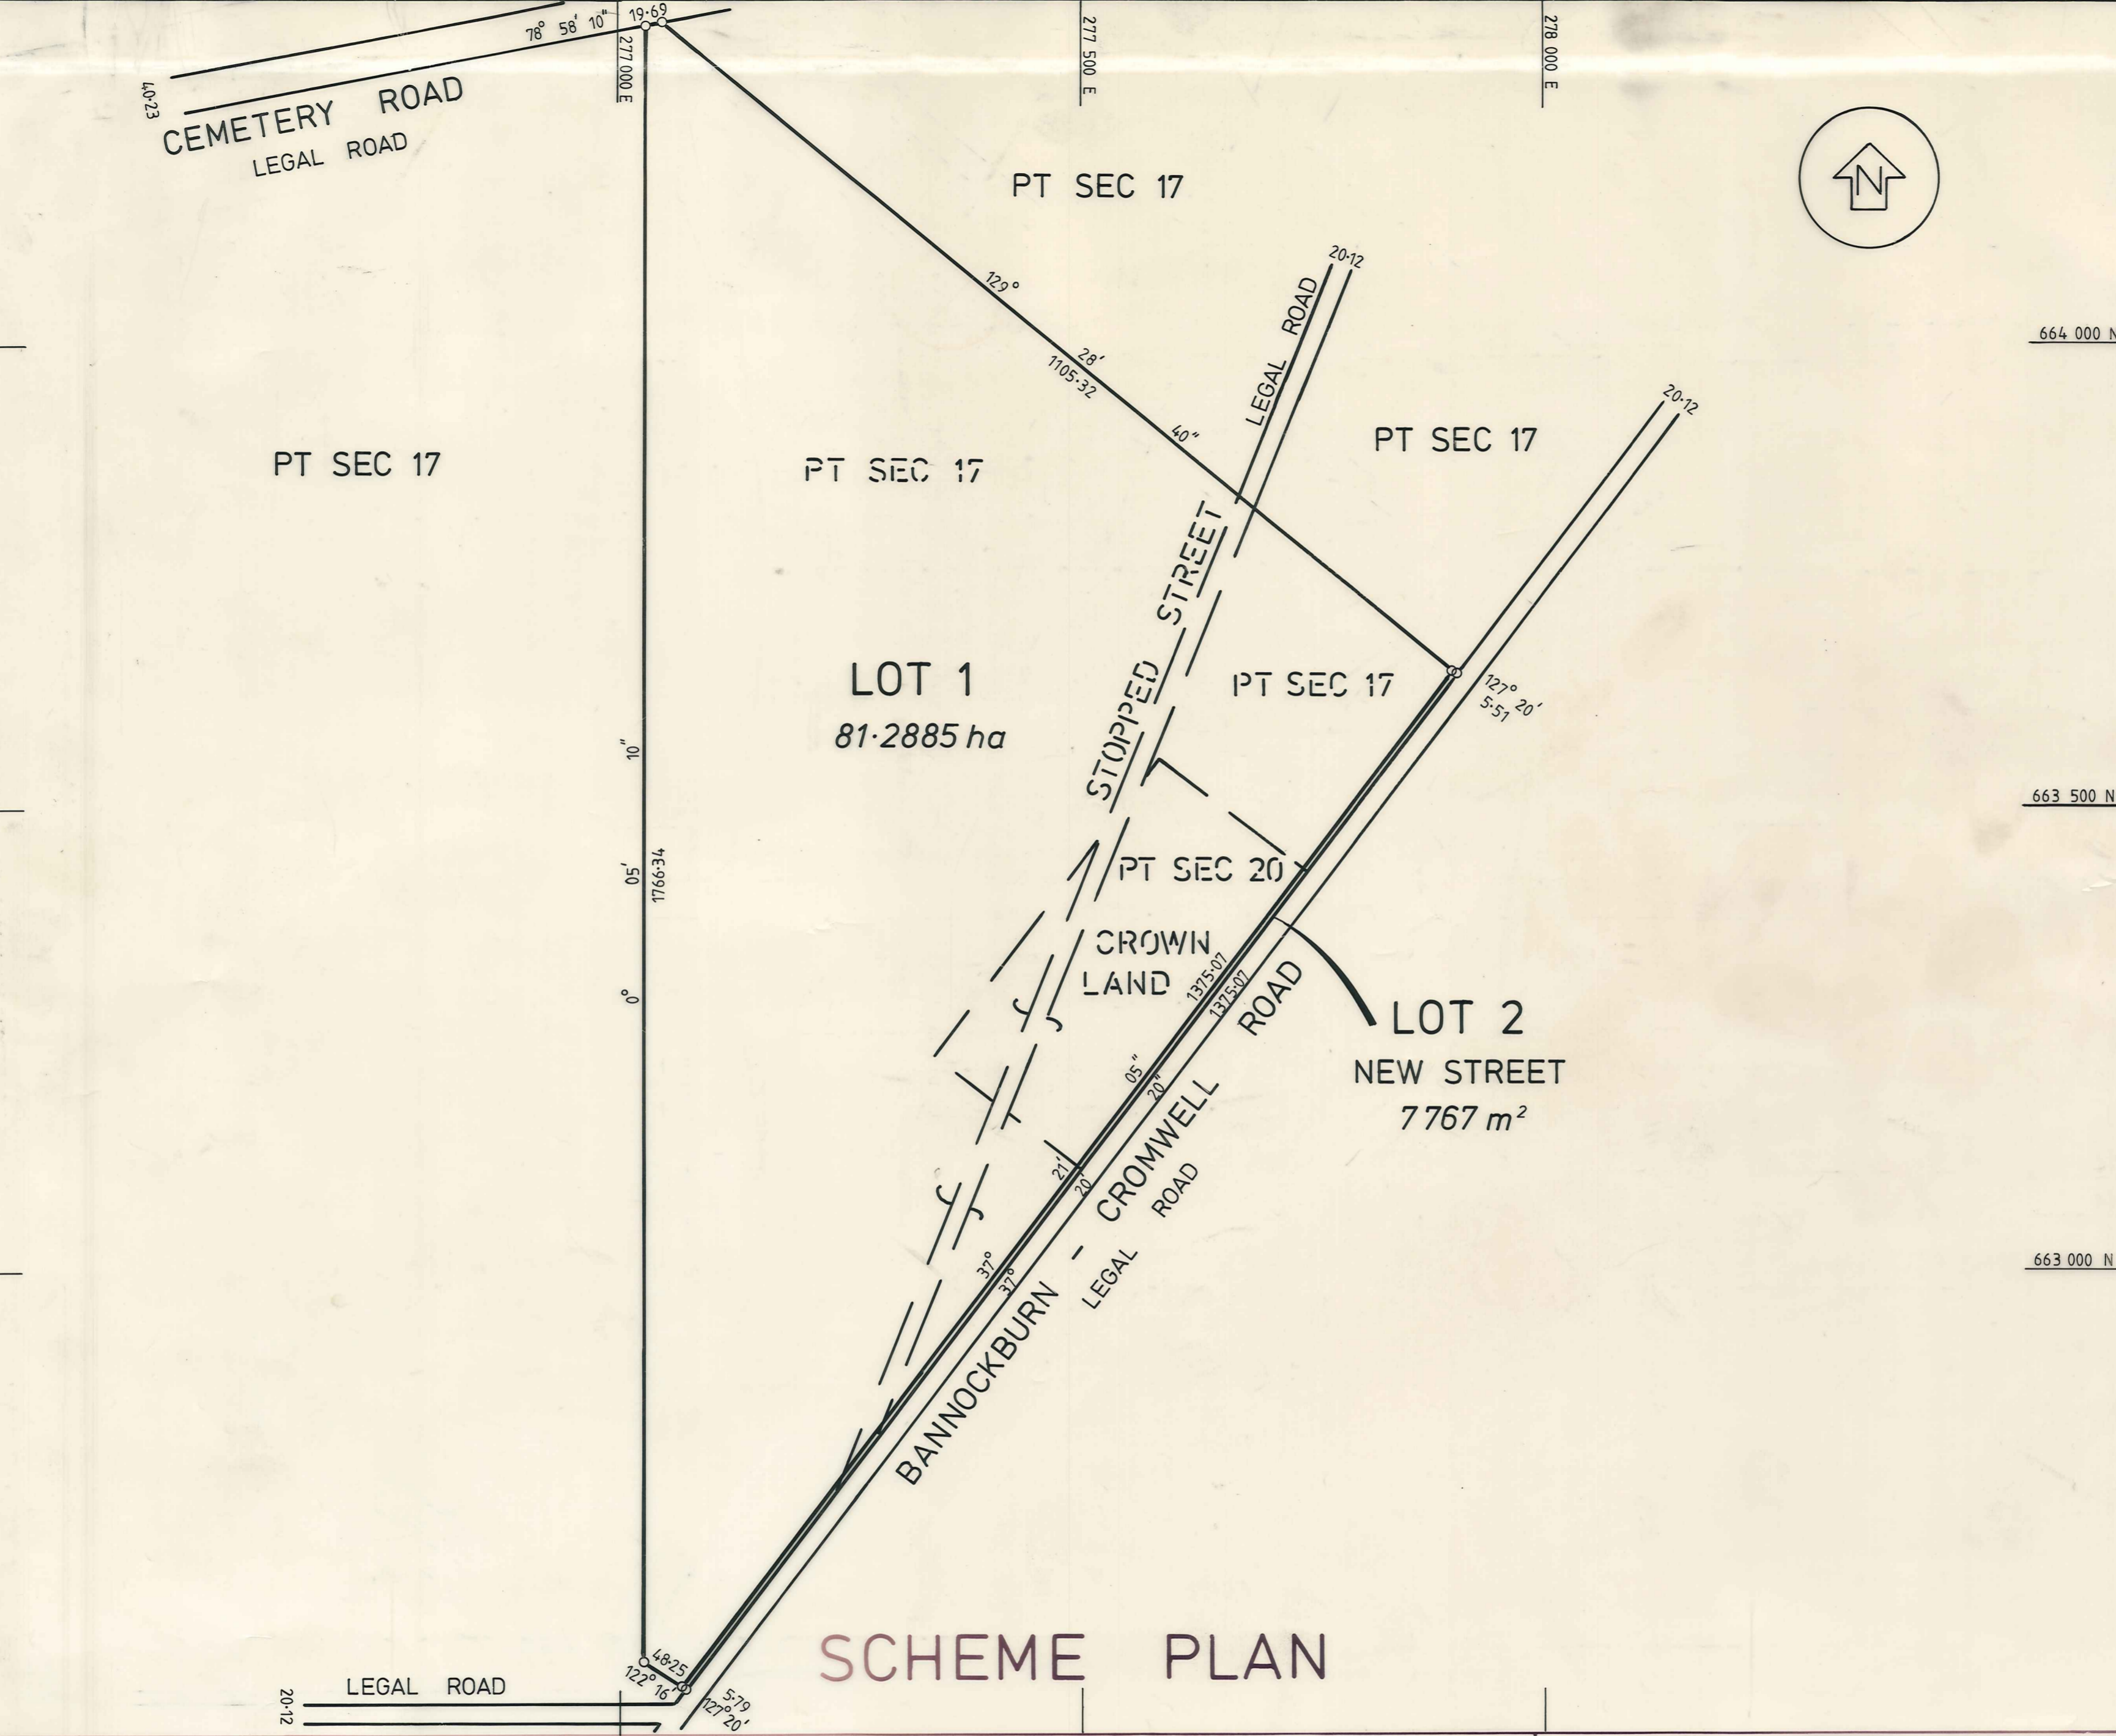 19·69
78° 58' 10"
277 000 E
277 500 E
278 000 E
40·23
CEMETERY ROAD
LEGAL ROAD
PT SEC 17
N
20·12
LEGAL ROAD
129° 28' 40"
1105·32
664 000 N
20·12
PT SEC 17
PT SEC 17
PT SEC 17
STOPPED STREET
LOT 1
81·2885 ha
PT SEC 17
127° 20'
5·51
663 500 N
0° 05' 10"
1766·34
PT SEC 20
CROWN
LAND
1375·07
1375·07
37° 21' 05"
37° 20' 20"
LOT 2
NEW STREET
7 767 m²
BANNOCKBURN - CROMWELL ROAD
LEGAL ROAD
663 000 N
SCHEME PLAN
48·25
122° 16'
5·79
127° 20'
LEGAL ROAD
20·12